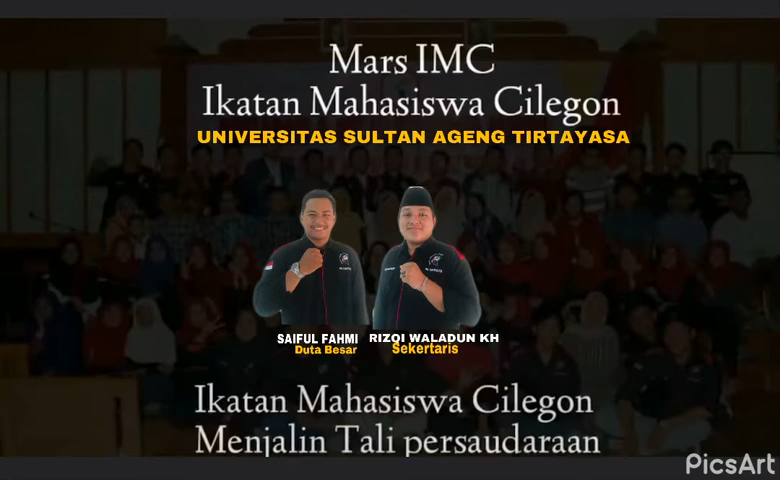 Mars IMC
Ikatan Mahasiswa Cilegon
UNIVERSITAS SULTAN AGENG TIRTAYASA
SAIFUL FAHMI
Duta Besar
RIZQI WALADUN KH
Sekertaris
Ikatan Mahasiswa Cilegon
Menjalin Tali persaudaraan
PicsArt